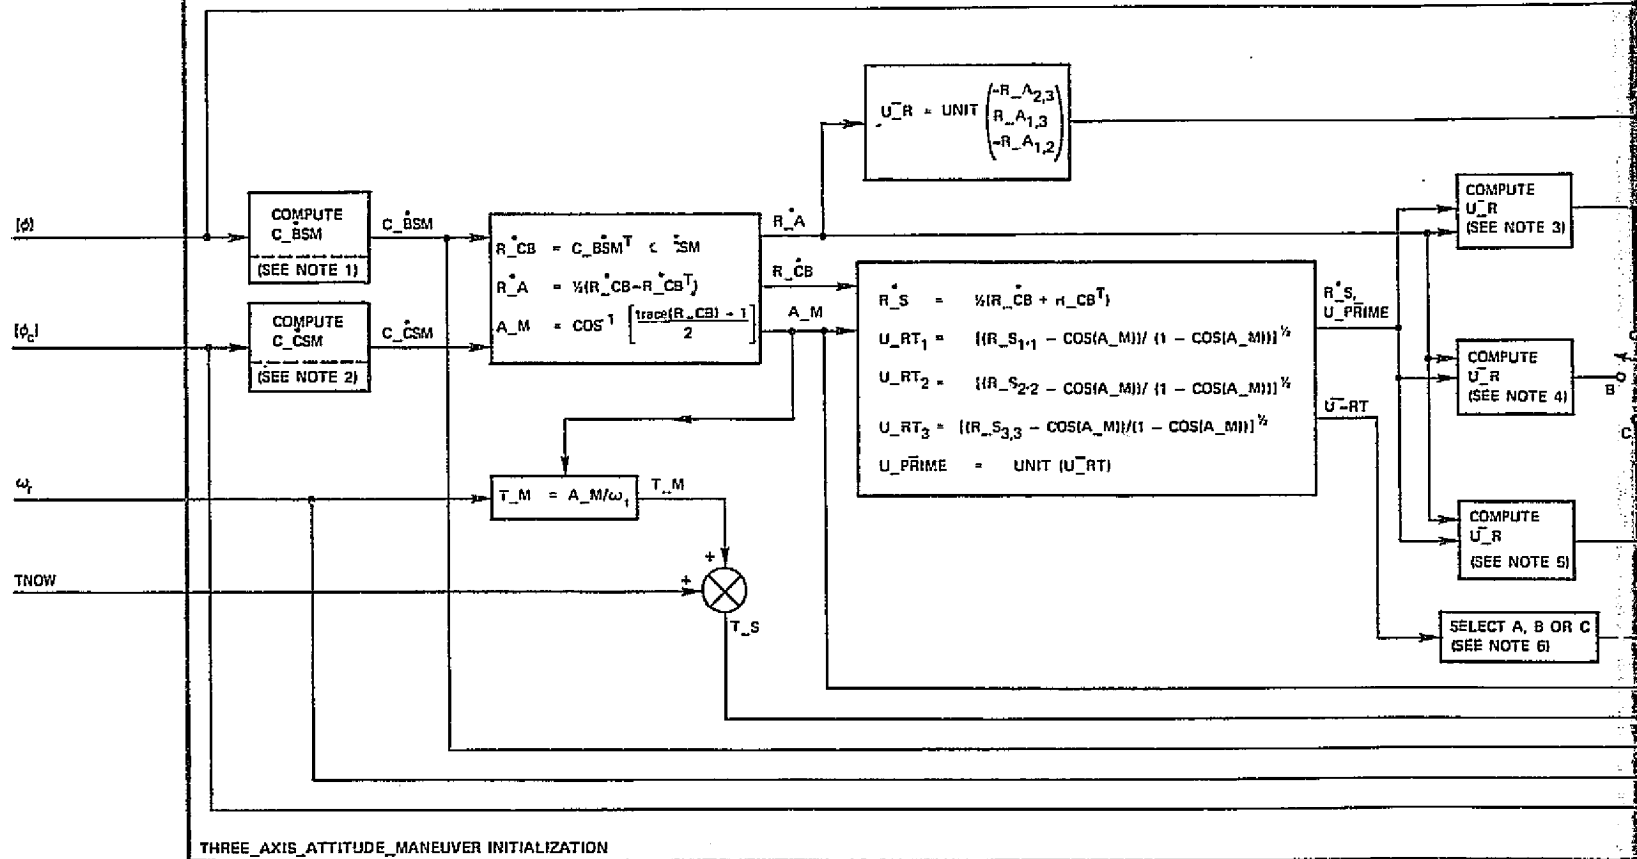 [φ]
COMPUTE
C_BSM
(SEE NOTE 1)
C_BSM
[φc]
COMPUTE
C_CSM
(SEE NOTE 2)
C_CSM
R_CB = C_BSMᵀ C SM
R_A = ½(R_CB-R_CBᵀ)
A_M = COS⁻¹ [trace(R_CB) - 1 / 2]
R_A
R_CB
A_M
U_R = UNIT
-R_A2,3
R_A1,3
-R_A1,2
R_S = ½(R_CB + R_CBᵀ)
U_RT1 = [(R_S1,1 - COS(A_M))/ (1 - COS(A_M))]^½
U_RT2 = [(R_S2,2 - COS(A_M))/ (1 - COS(A_M))]^½
U_RT3 = [(R_S3,3 - COS(A_M))/(1 - COS(A_M))]^½
U_PRIME = UNIT (U_RT)
R_S,
U_PRIME
U_RT
COMPUTE
U_R
(SEE NOTE 3)
COMPUTE
U_R
(SEE NOTE 4)
B
C
COMPUTE
U_R
(SEE NOTE 5)
SELECT A, B OR C
(SEE NOTE 6)
ωr
T_M = A_M/ωr
T_M
TNOW
+
+
T_S
THREE_AXIS_ATTITUDE_MANEUVER INITIALIZATION